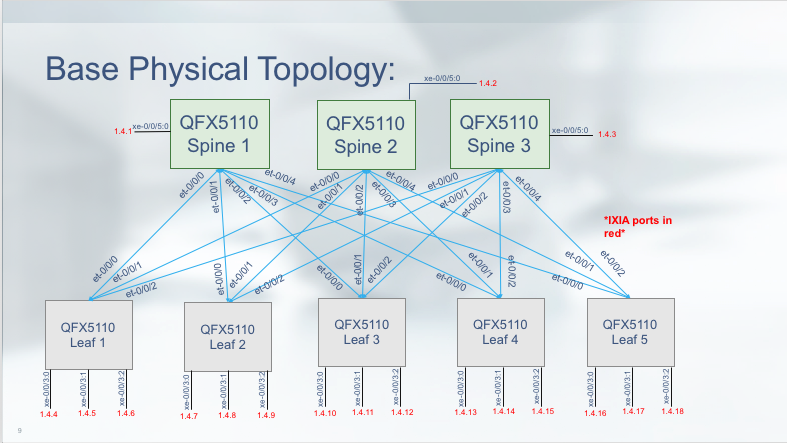 Base Physical Topology:
xe-0/0/5:0
1.4.2
QFX5110
Spine 1
QFX5110
Spine 2
QFX5110
Spine 3
1.4.1
xe-0/0/5:0
xe-0/0/5:0
1.4.3
et-0/0/0
et-0/0/1
et-0/0/2
et-0/0/3
et-0/0/4
et-0/0/0
et-0/0/1
et-0/0/2
et-0/0/3
et-0/0/4
et-0/0/0
et-0/0/1
et-0/0/2
et-0/0/3
et-0/0/4
*IXIA ports in
red*
et-0/0/0
et-0/0/1
et-0/0/2
et-0/0/0
et-0/0/1
et-0/0/2
et-0/0/0
et-0/0/1
et-0/0/2
et-0/0/0
et-0/0/1
et-0/0/2
et-0/0/0
et-0/0/1
et-0/0/2
QFX5110
Leaf 1
QFX5110
Leaf 2
QFX5110
Leaf 3
QFX5110
Leaf 4
QFX5110
Leaf 5
xe-0/0/3:0
xe-0/0/3:1
xe-0/0/3:2
xe-0/0/3:0
xe-0/0/3:1
xe-0/0/3:2
xe-0/0/3:0
xe-0/0/3:1
xe-0/0/3:2
xe-0/0/3:0
xe-0/0/3:1
xe-0/0/3:2
xe-0/0/3:0
xe-0/0/3:1
xe-0/0/3:2
1.4.4
1.4.5
1.4.6
1.4.7
1.4.8
1.4.9
1.4.10
1.4.11
1.4.12
1.4.13
1.4.14
1.4.15
1.4.16
1.4.17
1.4.18
9